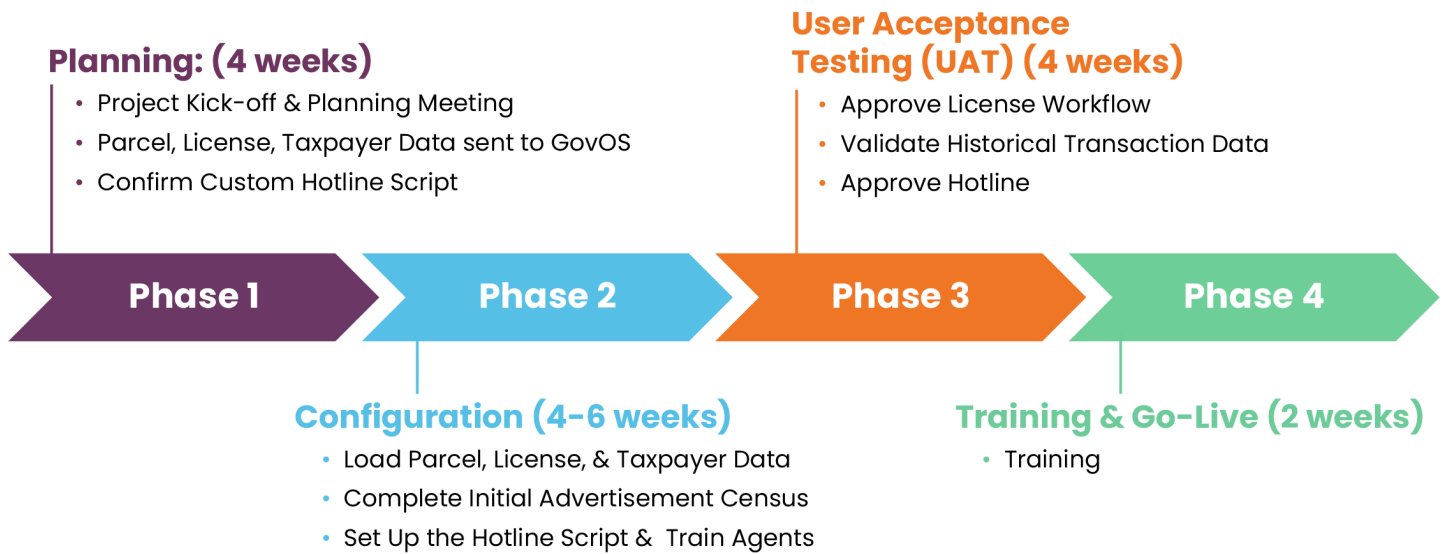 Planning: (4 weeks)
• Project Kick-off & Planning Meeting
• Parcel, License, Taxpayer Data sent to GovOS
• Confirm Custom Hotline Script
User Acceptance
Testing (UAT) (4 weeks)
• Approve License Workflow
• Validate Historical Transaction Data
• Approve Hotline
Phase 1
Phase 2
Phase 3
Phase 4
Configuration (4-6 weeks)
• Load Parcel, License, & Taxpayer Data
• Complete Initial Advertisement Census
• Set Up the Hotline Script & Train Agents
Training & Go-Live (2 weeks)
• Training